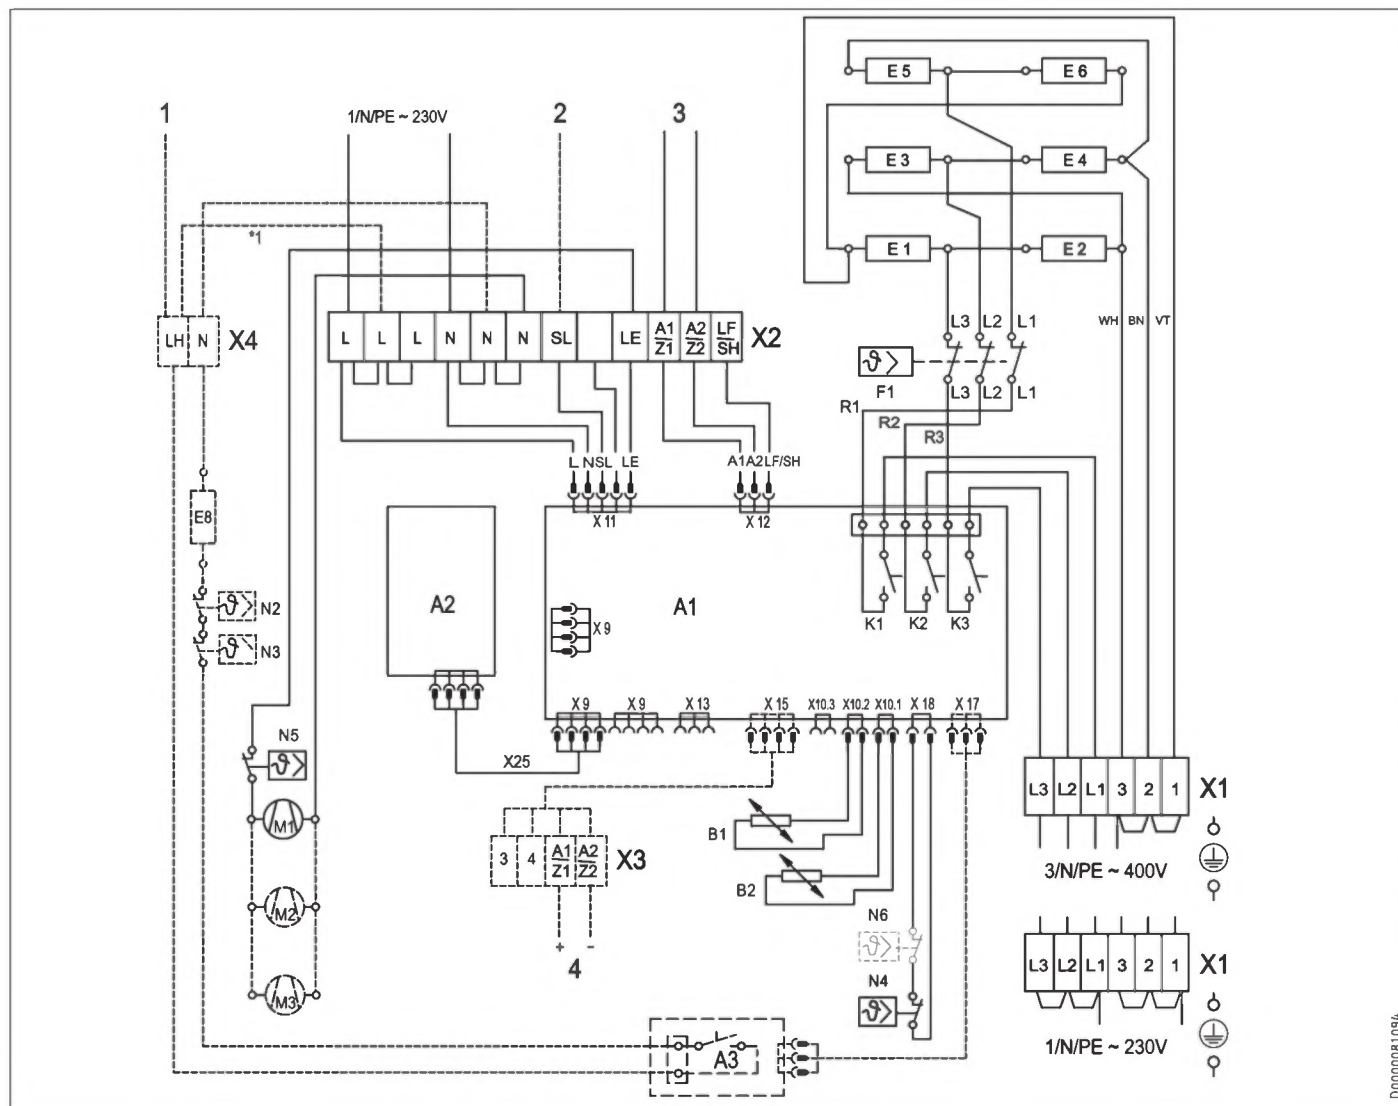 1
1/N/PE ~ 230V
2
3
E 5
E 6
E 3
E 4
E 1
E 2
*1
WH BN VT
LH N X4
L L L N N N SL LE A1/Z1 A2/Z2 LF/SH X2
L3 L2 L1
F1
L3 L2 L1
R1
R2
R3
L N SL LE
A1 A2 LF/SH
X 11
X 12
E8
A2
A1
X 9
K1 K2 K3
N2
N3
X 9 X 9 X 13 X 15 X10.3 X10.2 X10.1 X 18 X 17
N5
X25
M1
M2
M3
B1
B2
3 4 A1/Z1 A2/Z2 X3
+ -
4
N6
N4
A3
L3 L2 L1 3 2 1 X1
3/N/PE ~ 400V
L3 L2 L1 3 2 1 X1
1/N/PE ~ 230V